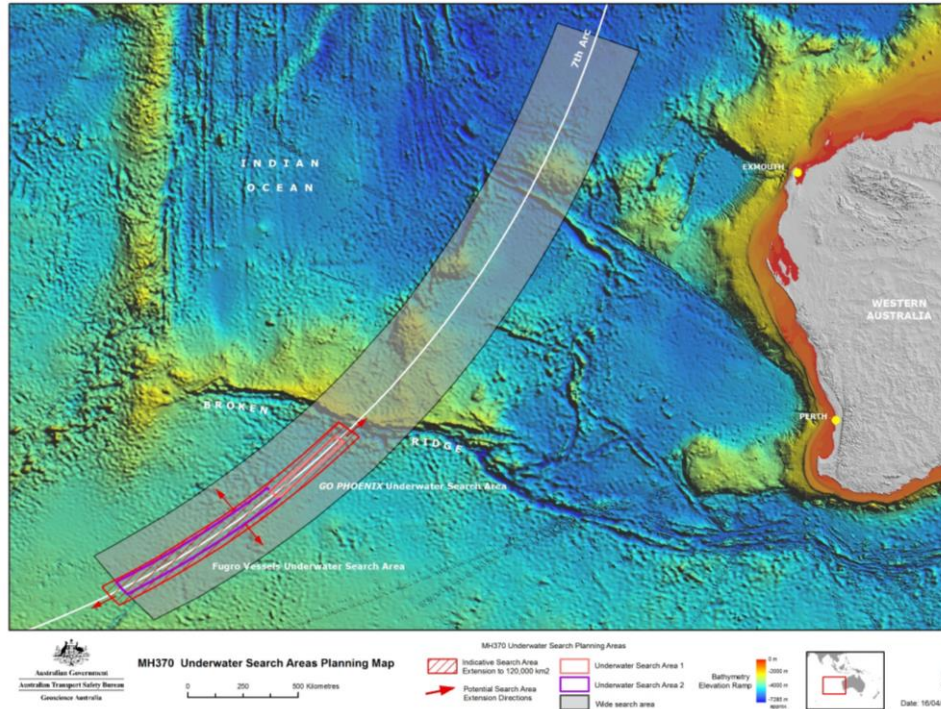 7th Arc
INDIAN
OCEAN
EXMOUTH
WESTERN
AUSTRALIA
BROKEN
RIDGE
PERTH
GO PHOENIX Underwater Search Area
Fugro Vessels Underwater Search Area
Australian Government
Australian Transport Safety Bureau
Geoscience Australia
MH370 Underwater Search Areas Planning Map
0 250 500 Kilometres
MH370 Underwater Search Planning Areas
Indicative Search Area
Extension to 120,000 km2
Potential Search Area
Extension Directions
Underwater Search Area 1
Underwater Search Area 2
Wide search area
Bathymetry
Elevation Ramp
0 m
-2000 m
-4000 m
-7285 m
approx.
Date: 16/04